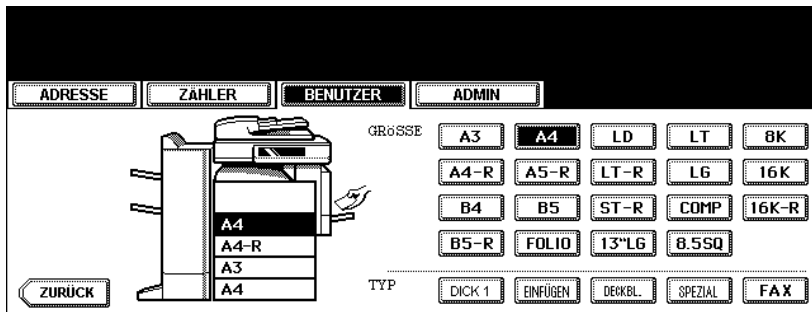 ADRESSE ZÄHLER BENUTZER ADMIN
GRöSSE A3 A4 LD LT 8K
A4-R A5-R LT-R LG 16K
B4 B5 ST-R COMP 16K-R
B5-R FOLIO 13"LG 8.5SQ
A4
A4-R
A3
A4
TYP DICK 1 EINFÜGEN DECKBL. SPEZIAL FAX
ZURÜCK